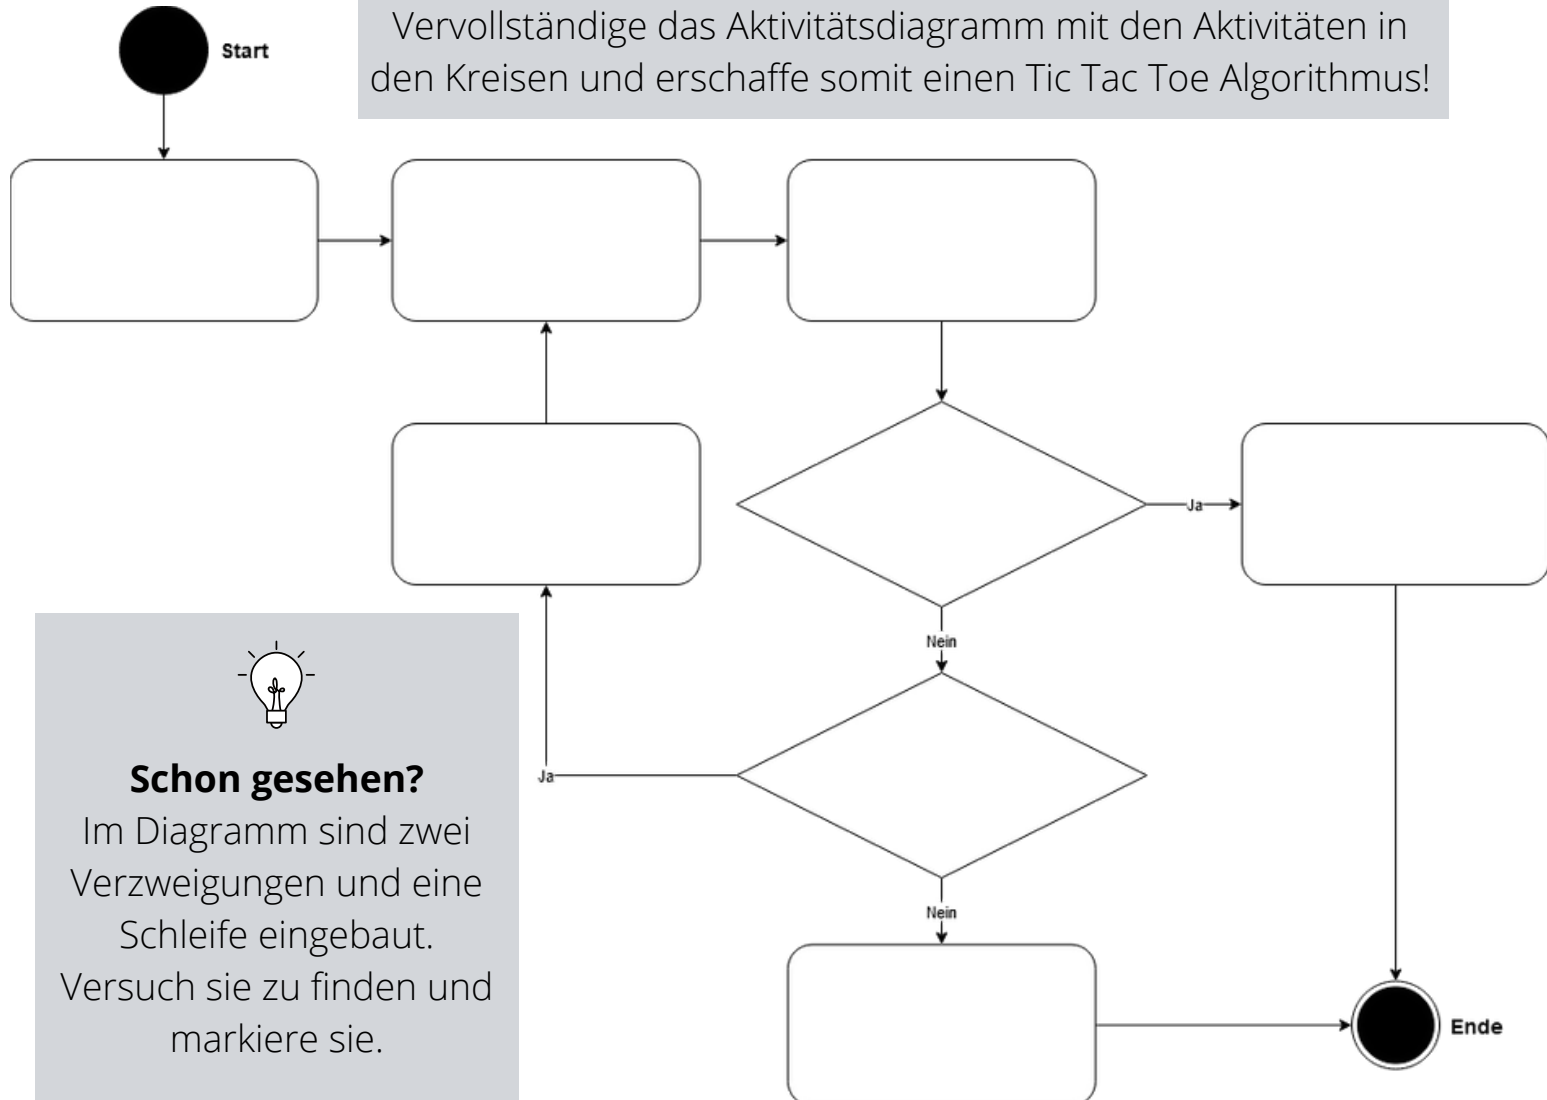 Start
Vervollständige das Aktivitätsdiagramm mit den Aktivitäten in
den Kreisen und erschaffe somit einen Tic Tac Toe Algorithmus!
Ja
Nein
Ja
Nein
Schon gesehen?
Im Diagramm sind zwei
Verzweigungen und eine
Schleife eingebaut.
Versuch sie zu finden und
markiere sie.
Ende